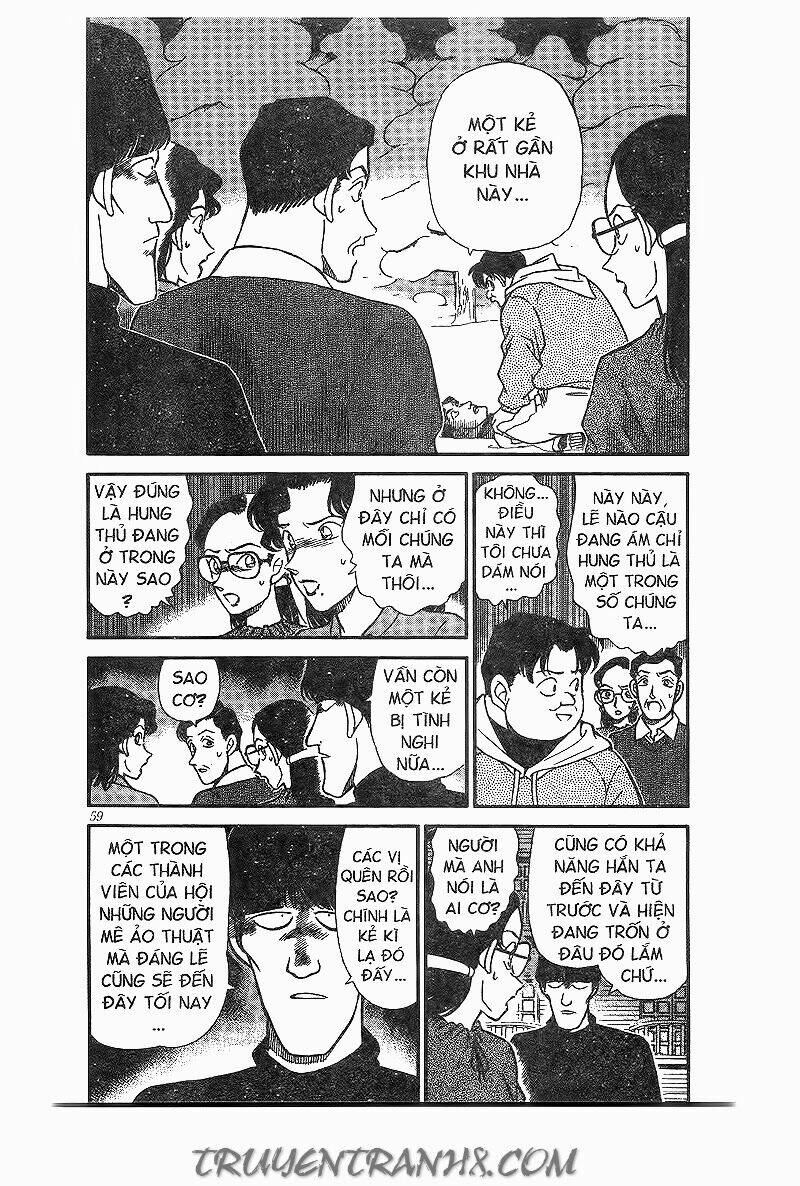 MỘT KẺ
Ở RẤT GẦN
KHU NHÀ
NÀY...
NÀY NÀY,
LẼ NÀO CẬU
ĐANG ÁM CHỈ
HUNG THỦ LÀ
MỘT TRONG
SỐ CHÚNG
TA...
KHÔNG...
ĐIỀU
NÀY THÌ
TÔI CHƯA
DÁM NÓI
...
NHƯNG Ở
ĐÂY CHỈ CÓ
MỖI CHÚNG
TA MÀ
THÔI...
VẬY ĐÚNG
LÀ HUNG
THỦ ĐANG
Ở TRONG
NÀY SAO
?
VẪN CÒN
MỘT KẺ
BỊ TÌNH
NGHI
NỮA...
SAO
CƠ?
59
CŨNG CÓ KHẢ
NĂNG HẮN TA
ĐẾN ĐÂY TỪ
TRƯỚC VÀ HIỆN
ĐANG TRỐN Ở
ĐÂU ĐÓ LẮM
CHỨ...
NGƯỜI
MÀ ANH
NÓI LÀ
AI CƠ?
CÁC VỊ
QUÊN RỒI
SAO?
CHÍNH LÀ
KẺ KÌ
LẠ ĐÓ
ĐẤY...
MỘT TRONG
CÁC THÀNH
VIÊN CỦA HỘI
NHỮNG NGƯỜI
MÊ ẢO THUẬT
MÀ ĐÁNG LẼ
CŨNG SẼ ĐẾN
ĐÂY TỐI NAY
...
TRUYENTRANH8.COM